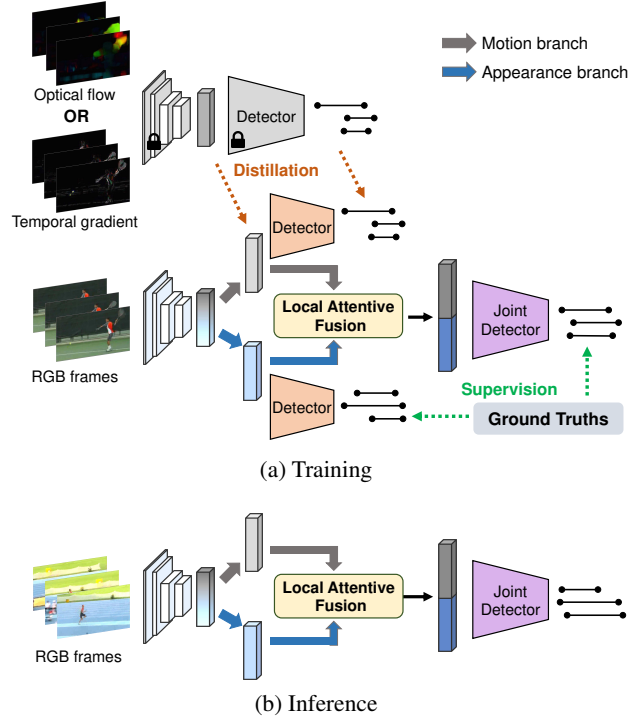 Motion branch
Appearance branch
Optical flow
OR
Temporal gradient
Detector
Distillation
Detector
RGB frames
Local Attentive
Fusion
Joint
Detector
Detector
Supervision
Ground Truths
(a) Training
RGB frames
Local Attentive
Fusion
Joint
Detector
(b) Inference